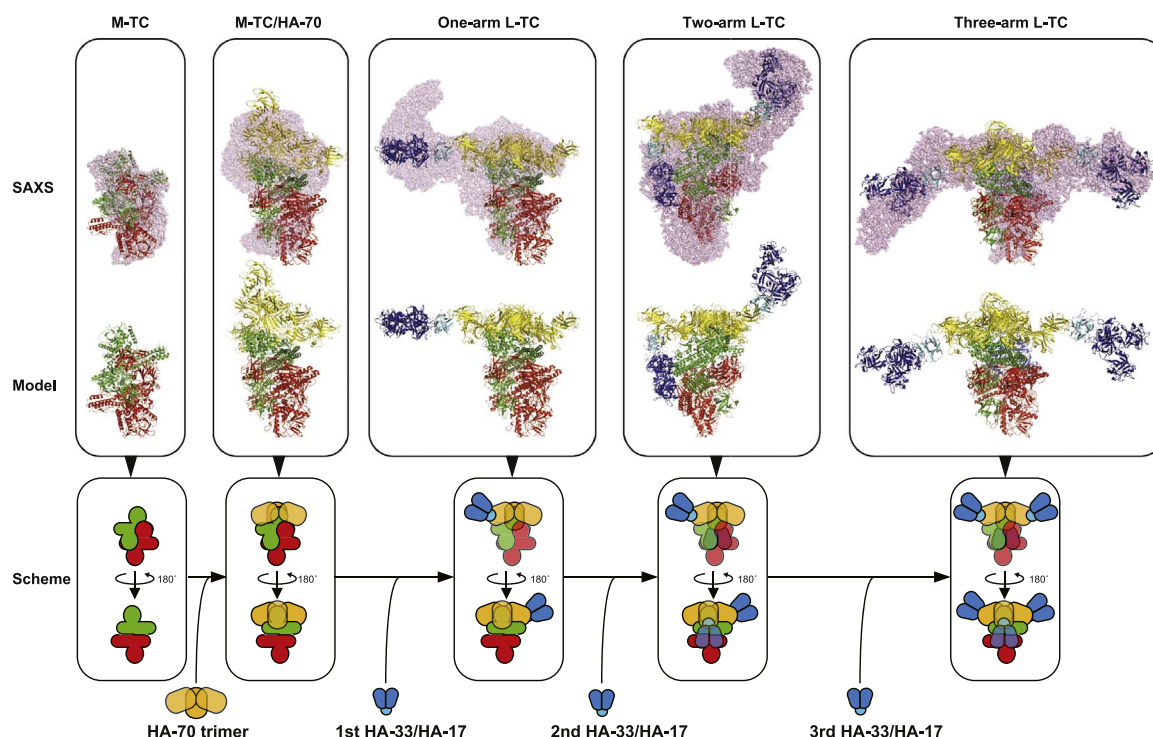 M-TC M-TC/HA-70 One-arm L-TC Two-arm L-TC Three-arm L-TC
SAXS
Model
Scheme 180° 180° 180° 180° 180°
HA-70 trimer 1st HA-33/HA-17 2nd HA-33/HA-17 3rd HA-33/HA-17